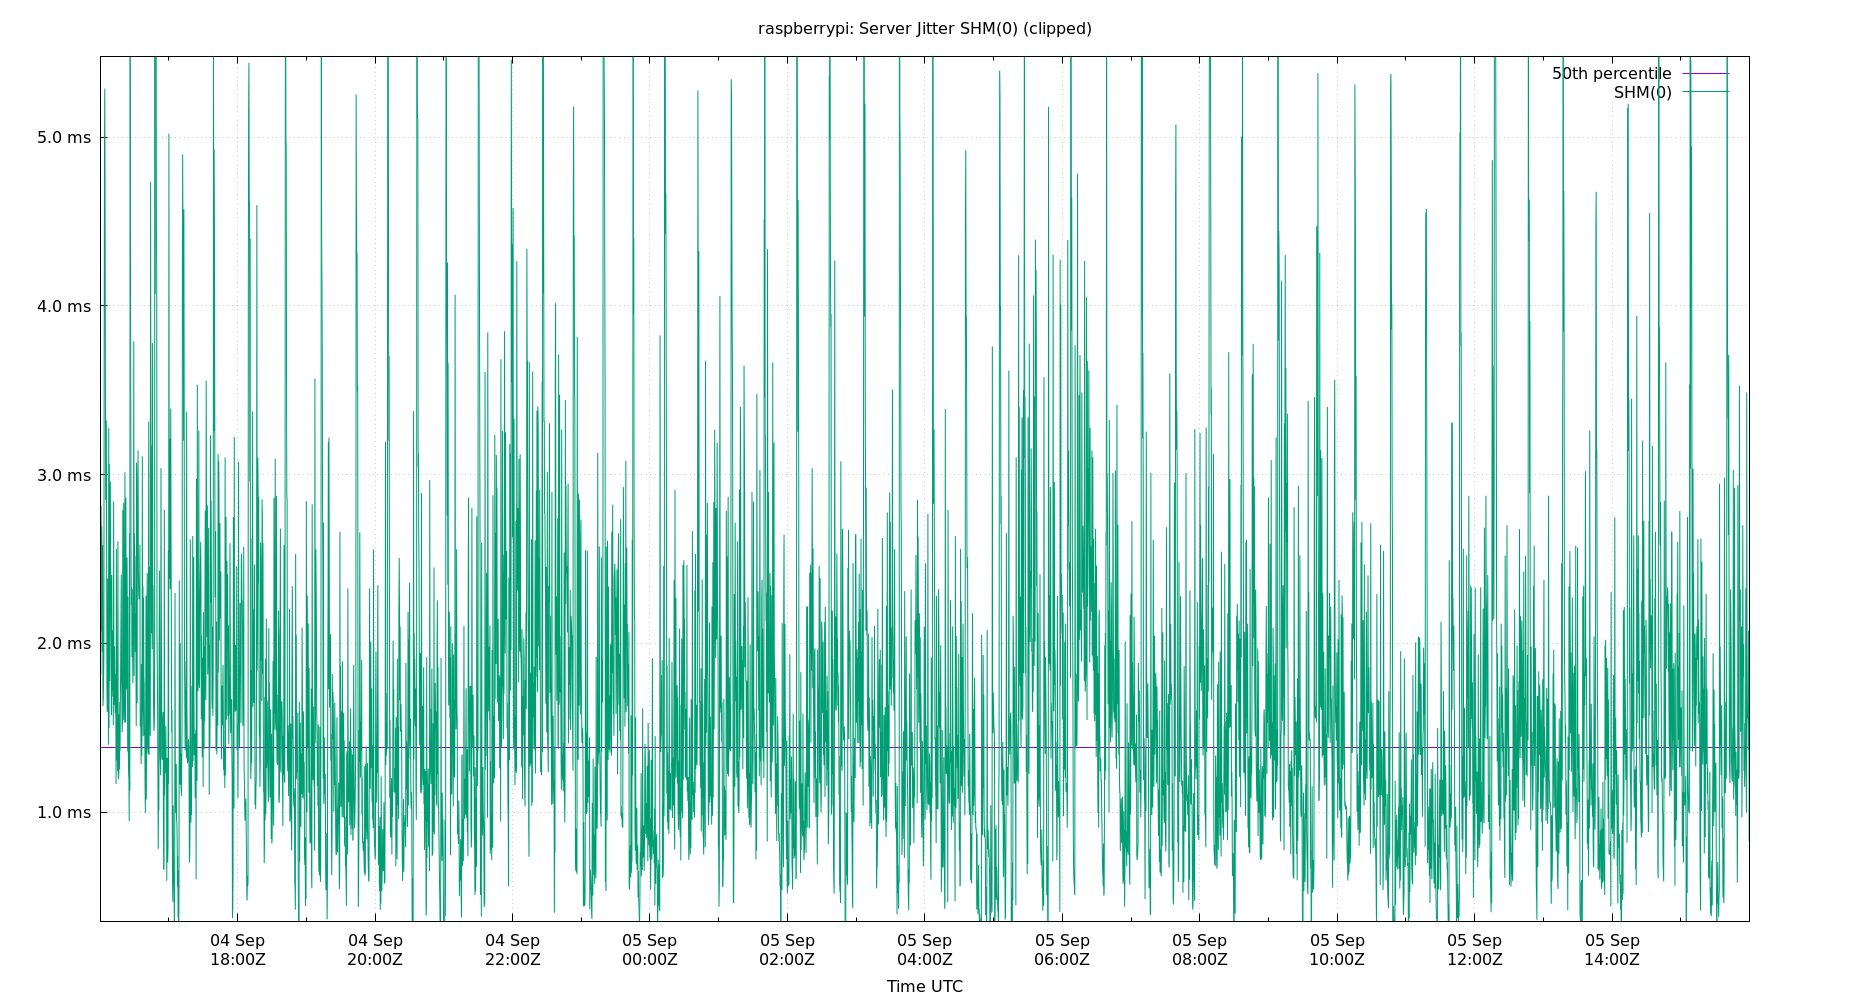 raspberrypi: Server Jitter SHM(0) (clipped)
50th percentile
SHM(0)
5.0 ms
4.0 ms
3.0 ms
2.0 ms
1.0 ms
04 Sep 04 Sep 04 Sep 05 Sep 05 Sep 05 Sep 05 Sep 05 Sep 05 Sep 05 Sep 05 Sep
18:00Z 20:00Z 22:00Z 00:00Z 02:00Z 04:00Z 06:00Z 08:00Z 10:00Z 12:00Z 14:00Z
Time UTC